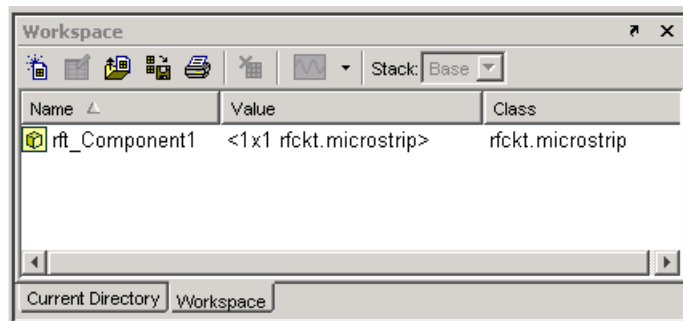 Workspace
Stack: Base
Name Value Class
rft_Component1 <1x1 rfckt.microstrip> rfckt.microstrip
Current Directory Workspace